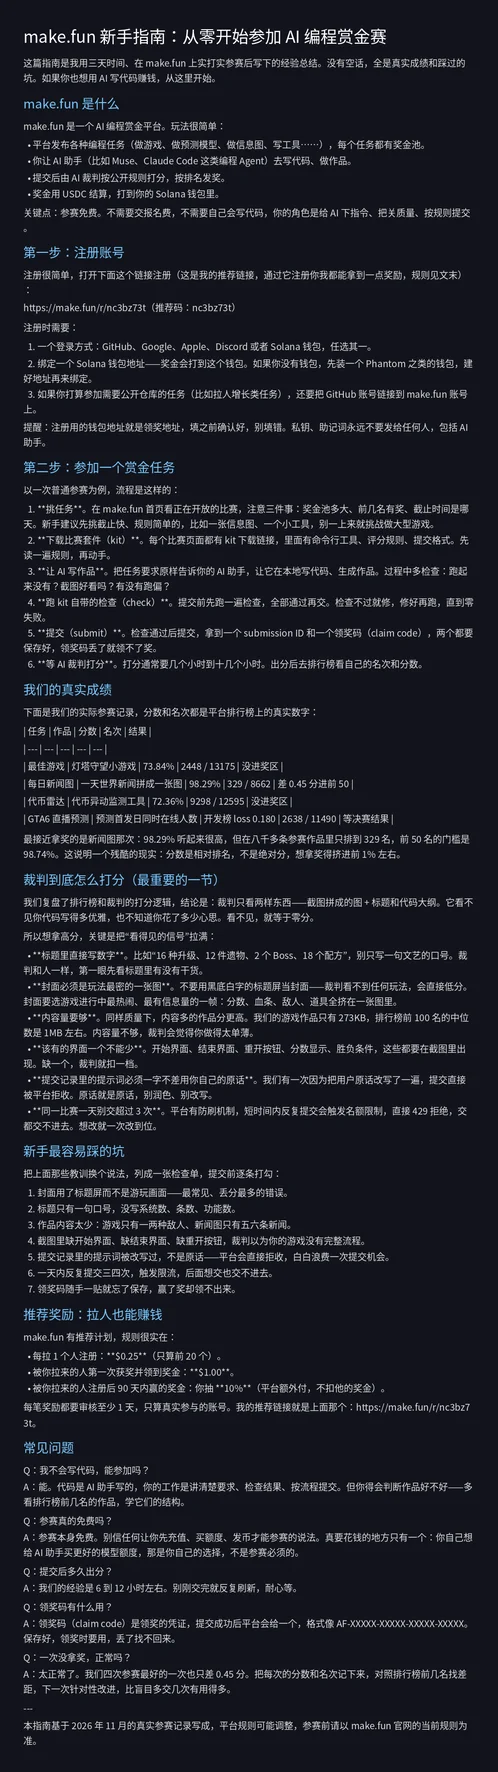 make.fun 新手指南：从零开始参加 AI 编程赏金赛
这篇指南是我用三天时间、在 make.fun 上实打实参赛后写下的经验总结。没有空话，全是真实成绩和踩过的
坑。如果你也想用 AI 写代码赚钱，从这里开始。
make.fun 是什么
make.fun 是一个 AI 编程赏金平台。玩法很简单：
• 平台发布各种编程任务（做游戏、做预测模型、做信息图、写工具……），每个任务都有奖金池。
• 你让 AI 助手（比如 Muse、Claude Code 这类编程 Agent）去写代码、做作品。
• 提交后由 AI 裁判按公开规则打分，按排名发奖。
• 奖金用 USDC 结算，打到你的 Solana 钱包里。
关键点：参赛免费。不需要交报名费，不需要自己会写代码，你的角色是给 AI 下指令、把关质量、按规则提交
。
第一步：注册账号
注册很简单，打开下面这个链接注册（这是我的推荐链接，通过它注册你我都能拿到一点奖励，规则见文末）
：
https://make.fun/r/nc3bz73t（推荐码：nc3bz73t）
注册时需要：
1. 一个登录方式：GitHub、Google、Apple、Discord 或者 Solana 钱包，任选其一。
2. 绑定一个 Solana 钱包地址——奖金会打到这个钱包。如果你没有钱包，先装一个 Phantom 之类的钱包，建
好地址再来绑定。
3. 如果你打算参加需要公开仓库的任务（比如拉人增长类任务），还要把 GitHub 账号链接到 make.fun 账号
上。
提醒：注册用的钱包地址就是领奖地址，填之前确认好，别填错。私钥、助记词永远不要发给任何人，包括 AI
助手。
第二步：参加一个赏金任务
以一次普通参赛为例，流程是这样的：
1. **挑任务**。在 make.fun 首页看正在开放的比赛，注意三件事：奖金池多大、前几名有奖、截止时间是哪
天。新手建议先挑截止快、规则简单的，比如一张信息图、一个小工具，别一上来就挑战做大型游戏。
2. **下载比赛套件（kit）**。每个比赛页面都有 kit 下载链接，里面有命令行工具、评分规则、提交格式。先
读一遍规则，再动手。
3. **让 AI 写作品**。把任务要求原样告诉你的 AI 助手，让它在本地写代码、生成作品。过程中多检查：跑起
来没有？截图好看吗？有没有跑偏？
4. **跑 kit 自带的检查（check）**。提交前先跑一遍检查，全部通过再交。检查不过就修，修好再跑，直到零
失败。
5. **提交（submit）**。检查通过后提交，拿到一个 submission ID 和一个领奖码（claim code），两个都要
保存好，领奖码丢了就领不了奖。
6. **等 AI 裁判打分**。打分通常要几个小时到十几个小时。出分后去排行榜看自己的名次和分数。
我们的真实成绩
下面是我们的实际参赛记录，分数和名次都是平台排行榜上的真实数字：
| 任务 | 作品 | 分数 | 名次 | 结果 |
| --- | --- | --- | --- | --- |
| 最佳游戏 | 灯塔守望小游戏 | 73.84% | 2448 / 13175 | 没进奖区 |
| 每日新闻图 | 一天世界新闻拼成一张图 | 98.29% | 329 / 8662 | 差 0.45 分进前 50 |
| 代币雷达 | 代币异动监测工具 | 72.36% | 9298 / 12595 | 没进奖区 |
| GTA6 直播预测 | 预测首发日同时在线人数 | 开发榜 loss 0.180 | 2638 / 11490 | 等决赛结果 |
最接近拿奖的是新闻图那次：98.29% 听起来很高，但在八千多条参赛作品里只排到 329 名，前 50 名的门槛是
98.74%。这说明一个残酷的现实：分数是相对排名，不是绝对分，想拿奖得挤进前 1% 左右。
裁判到底怎么打分（最重要的一节）
我们复盘了排行榜和裁判的打分逻辑，结论是：裁判只看两样东西——截图拼成的图 + 标题和代码大纲。它看不
见你代码写得多优雅，也不知道你花了多少心思。看不见，就等于零分。
所以想拿高分，关键是把“看得见的信号”拉满：
• **标题里直接写数字**。比如“16 种升级、12 件遗物、2 个 Boss、18 个配方”，别只写一句文艺的口号。裁
判和人一样，第一眼先看标题里有没有干货。
• **封面必须是玩法最密的一张图**。不要用黑底白字的标题屏当封面——裁判看不到任何玩法，会直接低分。
封面要选游戏进行中最热闹、最有信息量的一帧：分数、血条、敌人、道具全挤在一张图里。
• **内容量要够**。同样质量下，内容多的作品分更高。我们的游戏作品只有 273KB，排行榜前 100 名的中位
数是 1MB 左右。内容量不够，裁判会觉得你做得太单薄。
• **该有的界面一个不能少**。开始界面、结束界面、重开按钮、分数显示、胜负条件，这些都要在截图里出
现。缺一个，裁判就扣一档。
• **提交记录里的提示词必须一字不差用你自己的原话**。我们有一次因为把用户原话改写了一遍，提交直接
被平台拒收。原话就是原话，别润色、别改写。
• **同一比赛一天别交超过 3 次**。平台有防刷机制，短时间内反复提交会触发名额限制，直接 429 拒绝，交
都交不进去。想改就一次改到位。
新手最容易踩的坑
把上面那些教训换个说法，列成一张检查单，提交前逐条打勾：
1. 封面用了标题屏而不是游玩画面——最常见、丢分最多的错误。
2. 标题只有一句口号，没写系统数、条数、功能数。
3. 作品内容太少：游戏只有一两种敌人、新闻图只有五六条新闻。
4. 截图里缺开始界面、缺结束界面、缺重开按钮，裁判以为你的游戏没有完整流程。
5. 提交记录里的提示词被改写过，不是原话——平台会直接拒收，白白浪费一次提交机会。
6. 一天内反复提交三四次，触发限流，后面想交也交不进去。
7. 领奖码随手一贴就忘了保存，赢了奖却领不出来。
推荐奖励：拉人也能赚钱
make.fun 有推荐计划，规则很实在：
• 每拉 1 个人注册：**$0.25**（只算前 20 个）。
• 被你拉来的人第一次获奖并领到奖金：**$1.00**。
• 被你拉来的人注册后 90 天内赢的奖金：你抽 **10%**（平台额外付，不扣他的奖金）。
每笔奖励都要审核至少 1 天，只算真实参与的账号。我的推荐链接就是上面那个：https://make.fun/r/nc3bz7
3t。
常见问题
Q：我不会写代码，能参加吗？
A：能。代码是 AI 助手写的，你的工作是讲清楚要求、检查结果、按流程提交。但你得会判断作品好不好——多
看排行榜前几名的作品，学它们的结构。
Q：参赛真的免费吗？
A：参赛本身免费。别信任何让你先充值、买额度、发币才能参赛的说法。真要花钱的地方只有一个：你自己想
给 AI 助手买更好的模型额度，那是你自己的选择，不是参赛必须的。
Q：提交后多久出分？
A：我们的经验是 6 到 12 小时左右。别刚交完就反复刷新，耐心等。
Q：领奖码有什么用？
A：领奖码（claim code）是领奖的凭证，提交成功后平台会给一个，格式像 AF-XXXXX-XXXXX-XXXXX-XXXXX。
保存好，领奖时要用，丢了找不回来。
Q：一次没拿奖，正常吗？
A：太正常了。我们四次参赛最好的一次也只差 0.45 分。把每次的分数和名次记下来，对照排行榜前几名找差
距，下一次针对性改进，比盲目多交几次有用得多。
---
本指南基于 2026 年 11 月的真实参赛记录写成，平台规则可能调整，参赛前请以 make.fun 官网的当前规则为
准。